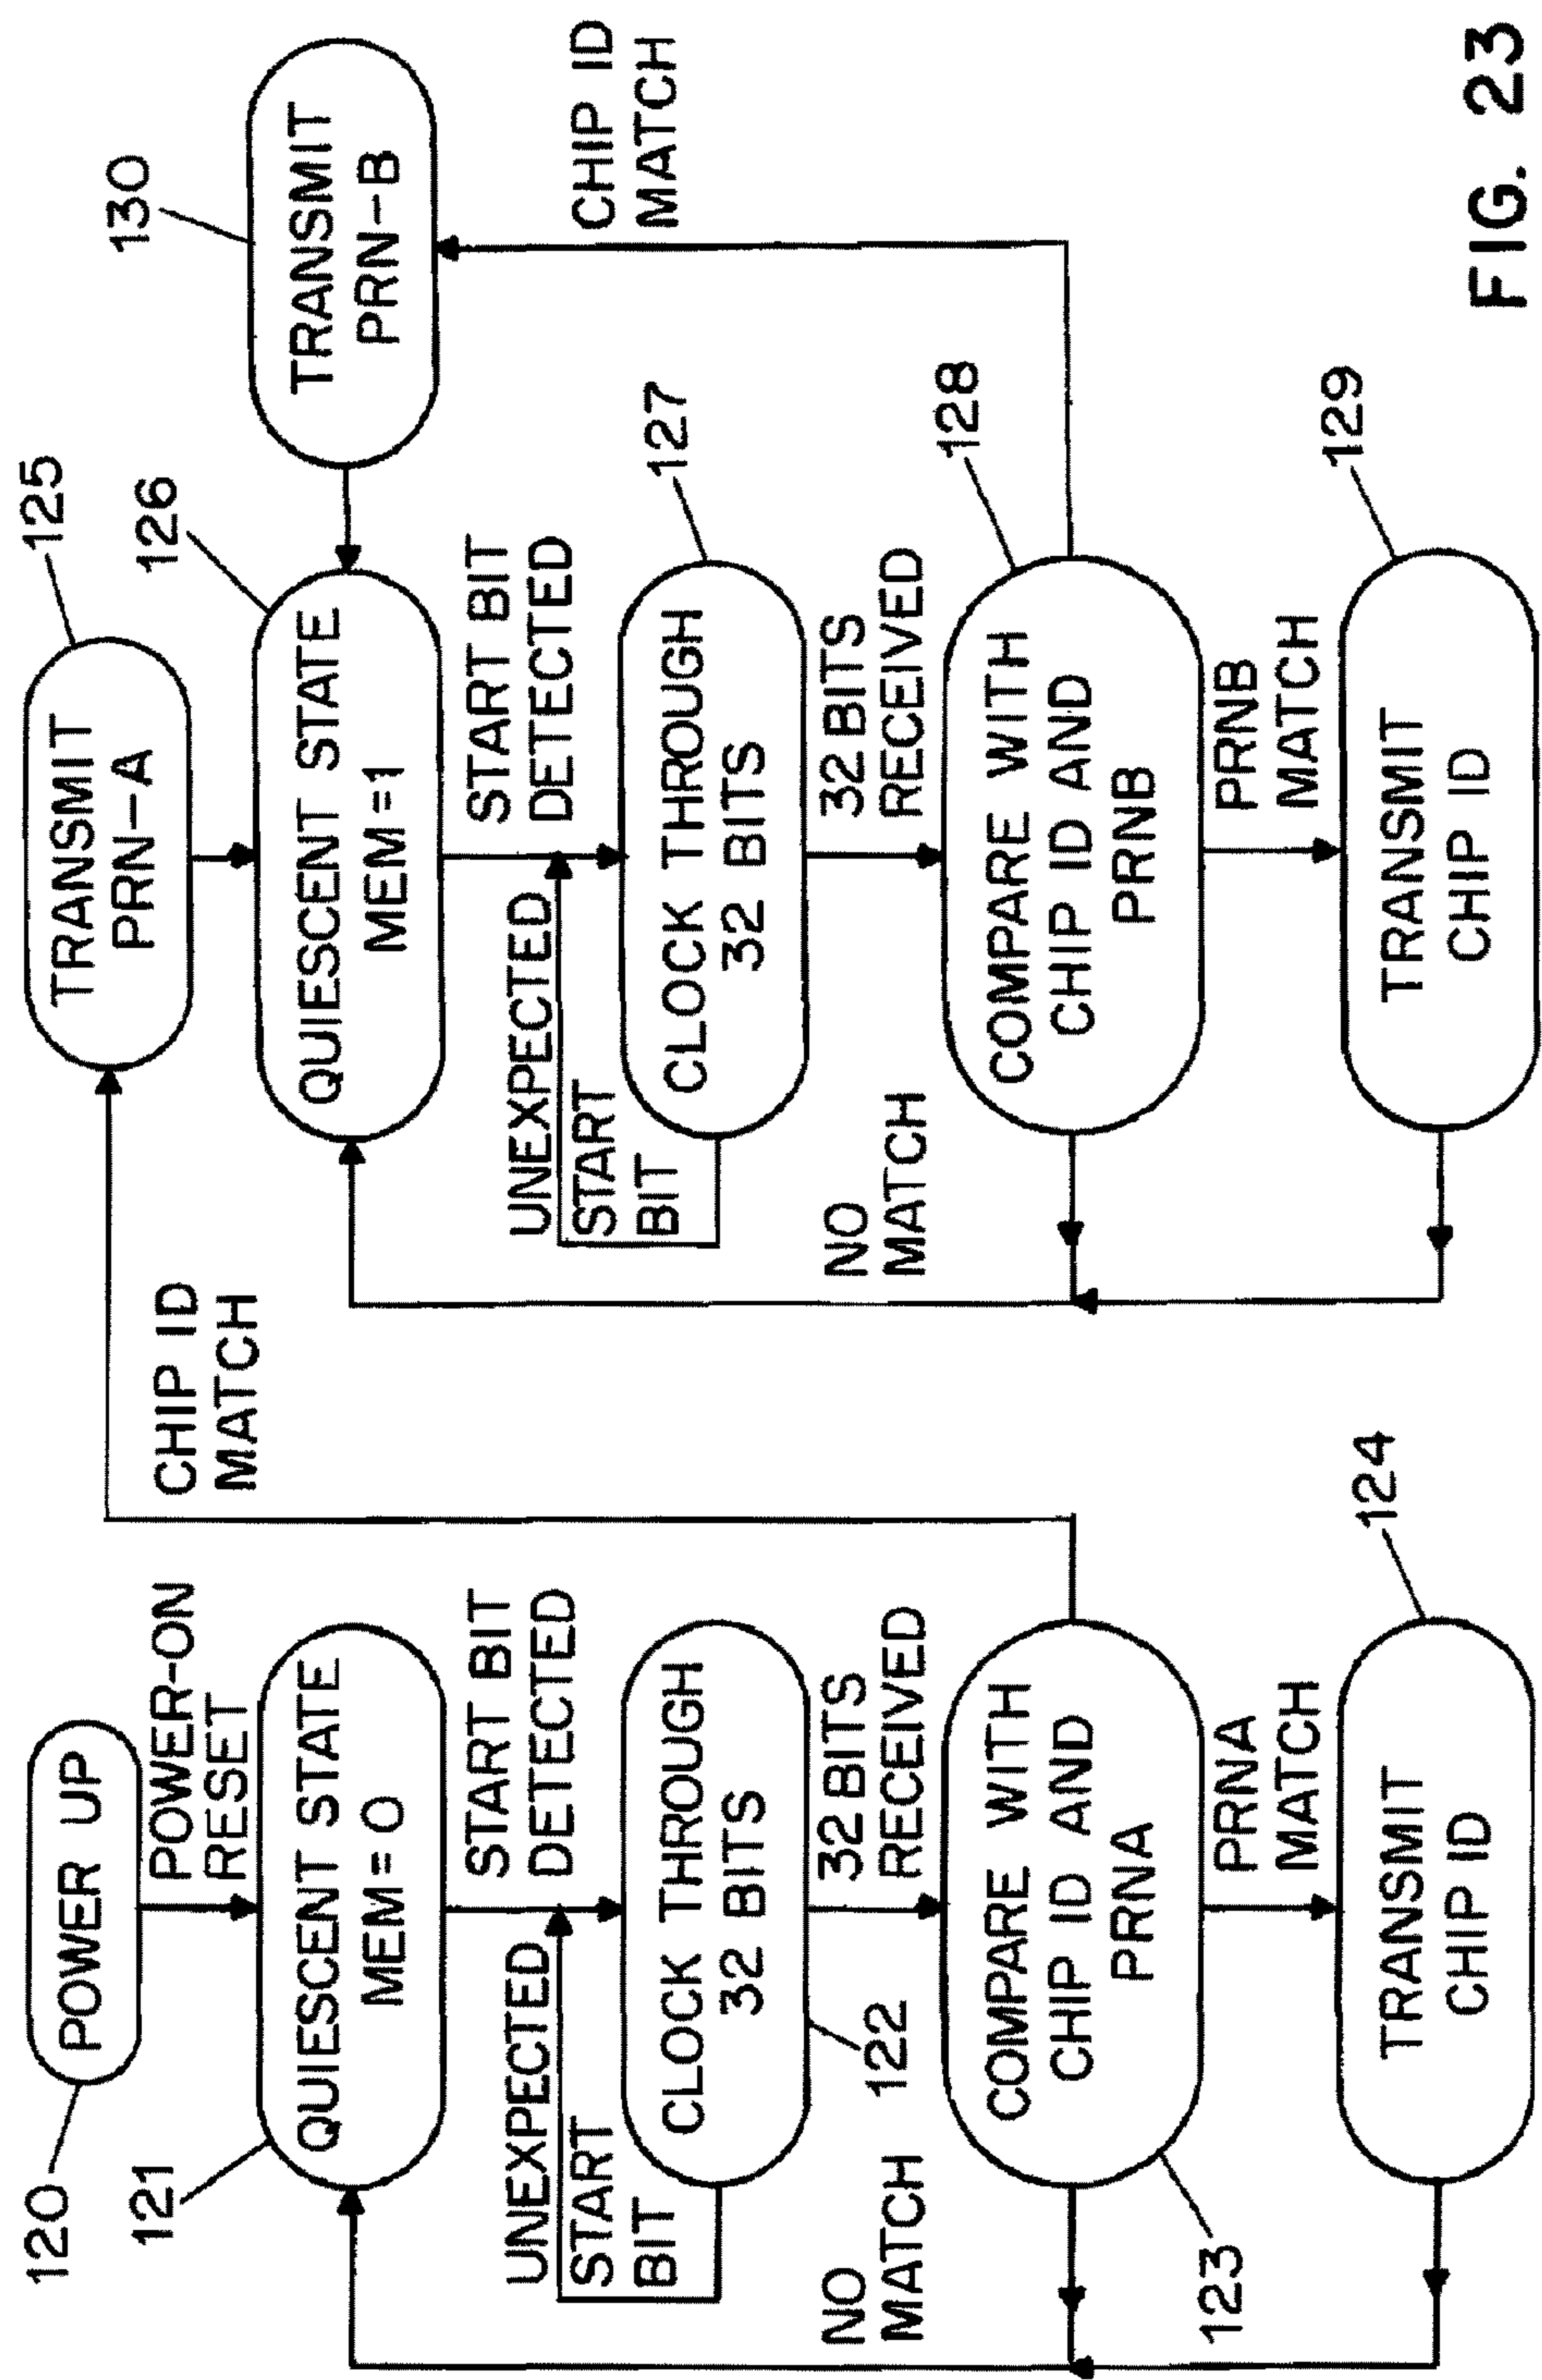 120
POWER UP
POWER-ON
RESET
121
QUIESCENT STATE
MEM = 0
START BIT
DETECTED
UNEXPECTED
START
BIT
CLOCK THROUGH
32 BITS
122
32 BITS
RECEIVED
NO
MATCH
COMPARE WITH
CHIP ID AND
PRNA
123
PRNA
MATCH
TRANSMIT
CHIP ID
124
CHIP ID
MATCH
125
TRANSMIT
PRN-A
126
QUIESCENT STATE
MEM = 1
START BIT
DETECTED
UNEXPECTED
START
BIT
CLOCK THROUGH
32 BITS
127
32 BITS
RECEIVED
NO
MATCH
COMPARE WITH
CHIP ID AND
PRNB
128
PRNB
MATCH
TRANSMIT
CHIP ID
129
130
TRANSMIT
PRN-B
CHIP ID
MATCH
FIG. 23